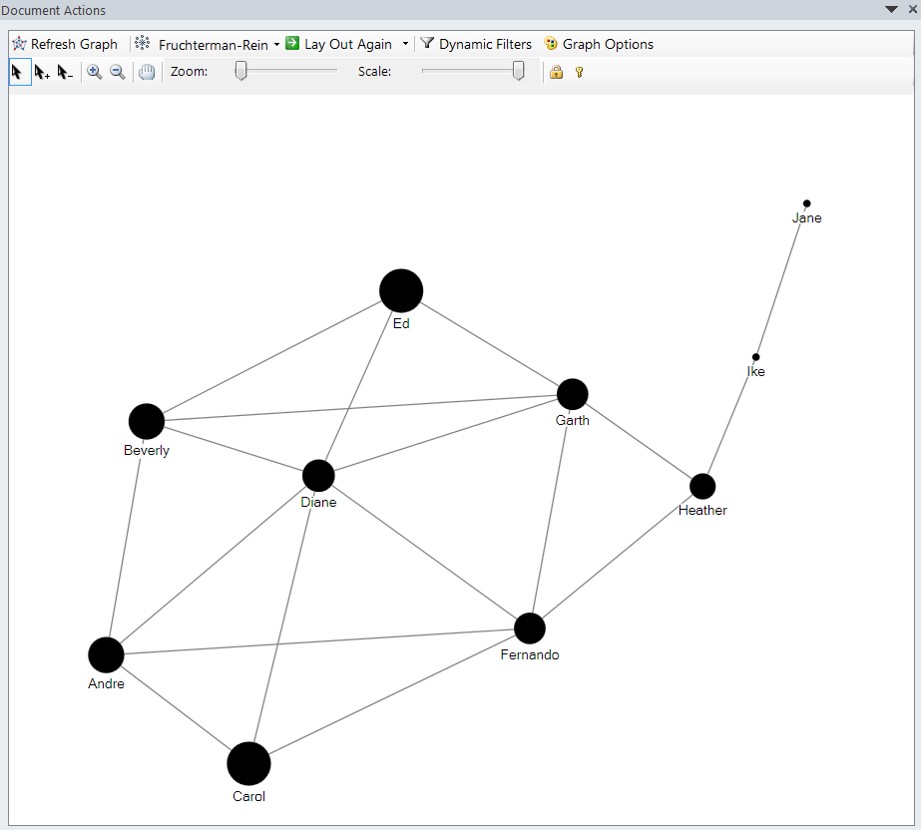 Document Actions
Refresh Graph Fruchterman-Rein Lay Out Again Dynamic Filters Graph Options
Zoom: Scale:
Jane
Ed
Ike
Garth
Beverly
Diane
Heather
Fernando
Andre
Carol